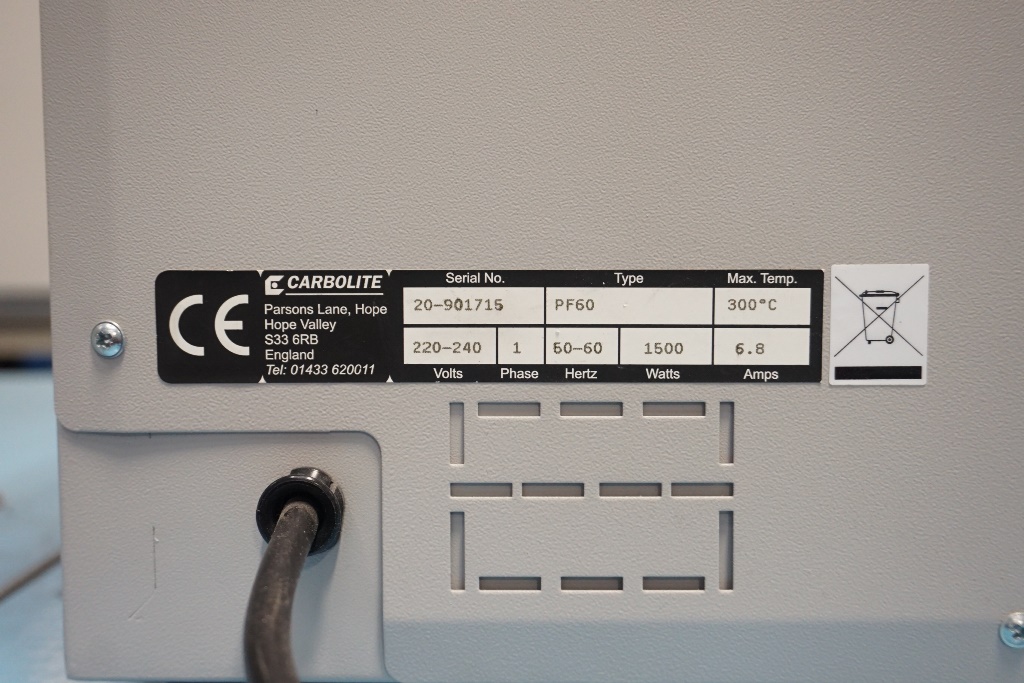 CE
CARBOLITE
Parsons Lane, Hope
Hope Valley
S33 6RB
England
Tel: 01433 620011
Serial No. Type Max. Temp.
20-901715 PF60 300°C
220-240 1 50-60 1500 6.8
Volts Phase Hertz Watts Amps